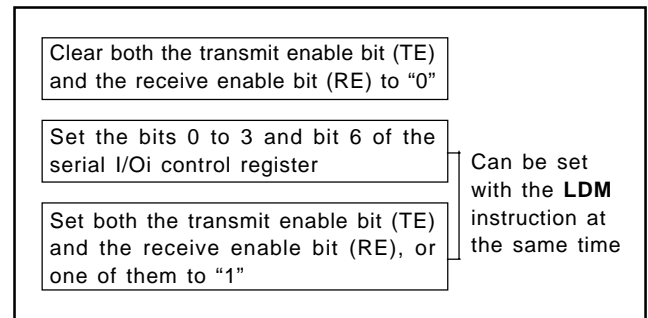 Clear both the transmit enable bit (TE)
and the receive enable bit (RE) to “0”
Set the bits 0 to 3 and bit 6 of the
serial I/Oi control register
Set both the transmit enable bit (TE)
and the receive enable bit (RE), or
one of them to “1”
Can be set
with the LDM
instruction at
the same time